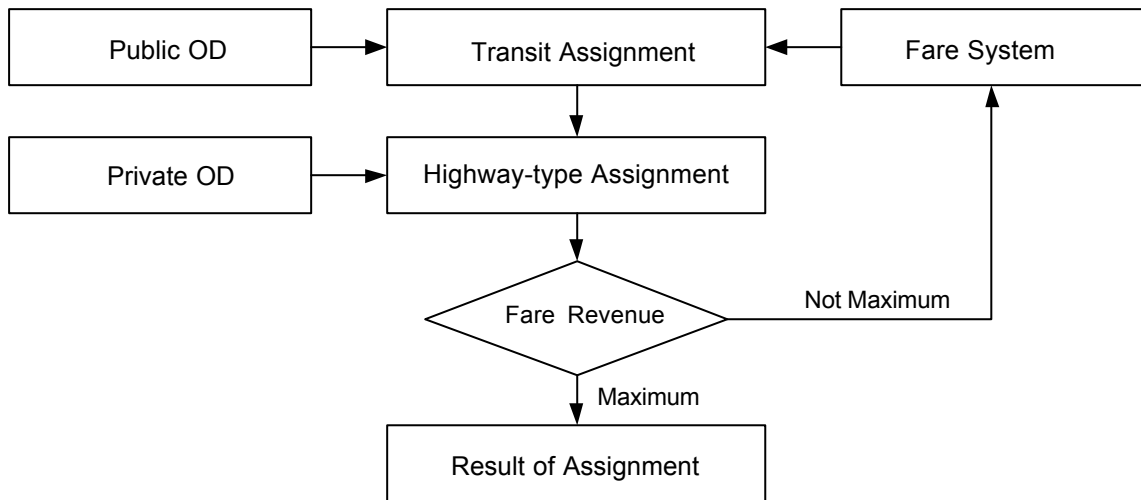 Public OD
Transit Assignment
Fare System
Private OD
Highway-type Assignment
Fare Revenue
Not Maximum
Maximum
Result of Assignment